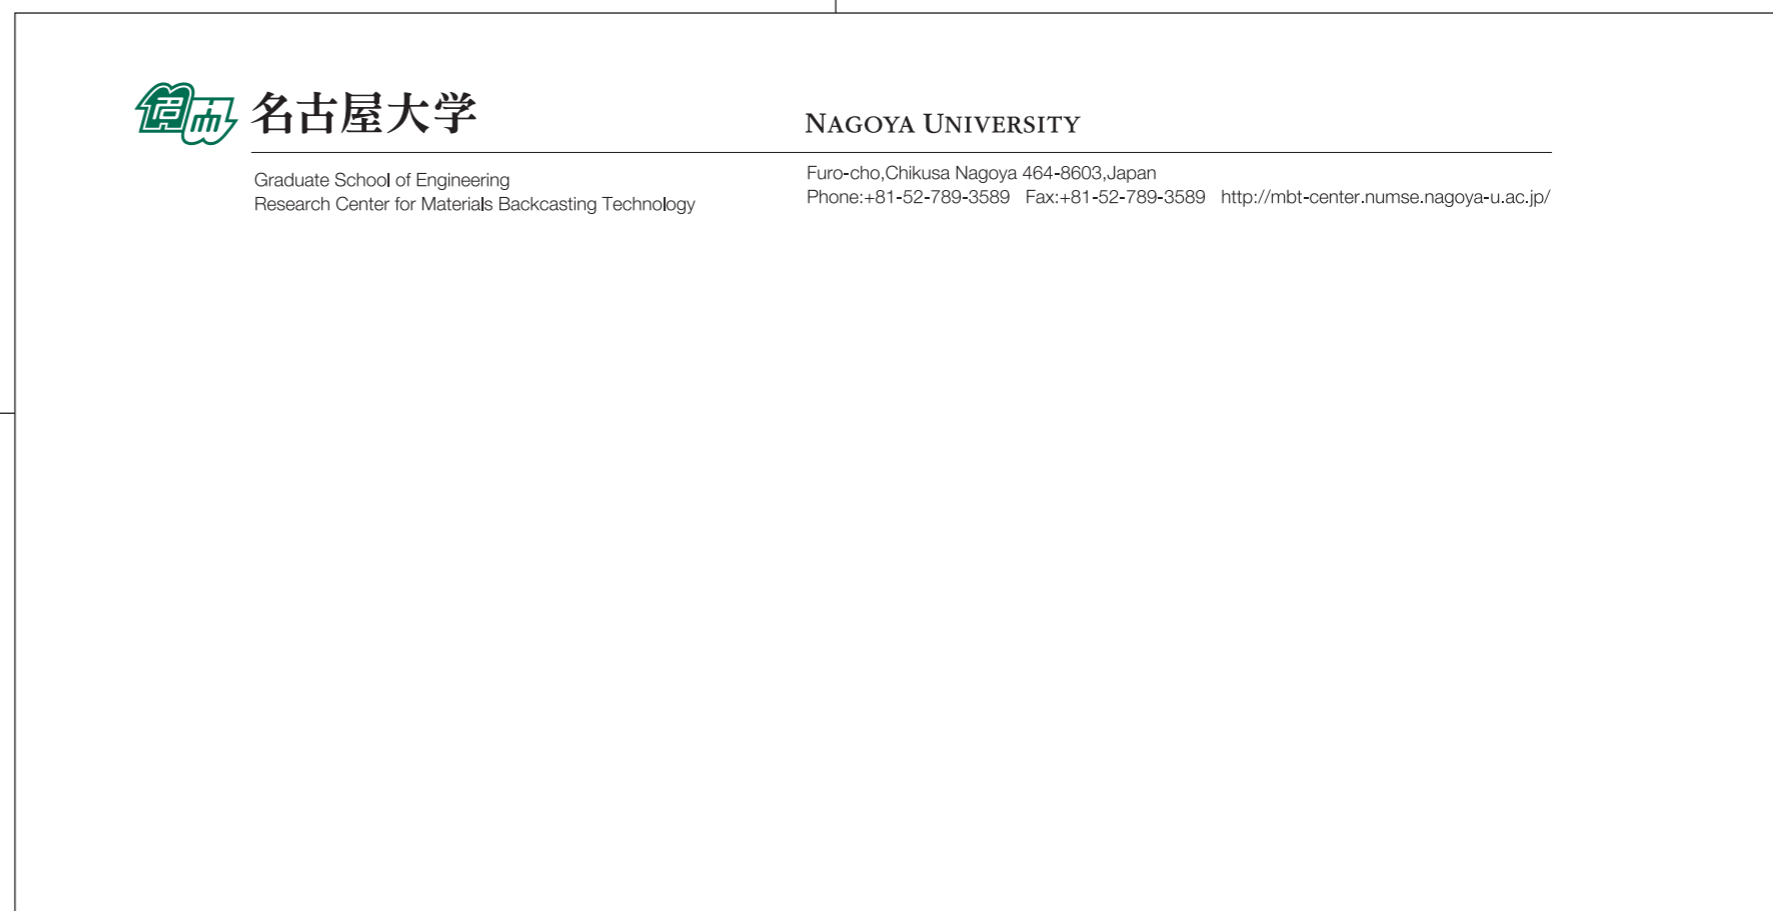 名古屋大学
NAGOYA UNIVERSITY
Graduate School of Engineering
Research Center for Materials Backcasting Technology
Furo-cho,Chikusa Nagoya 464-8603,Japan
Phone:+81-52-789-3589 Fax:+81-52-789-3589 http://mbt-center.numse.nagoya-u.ac.jp/